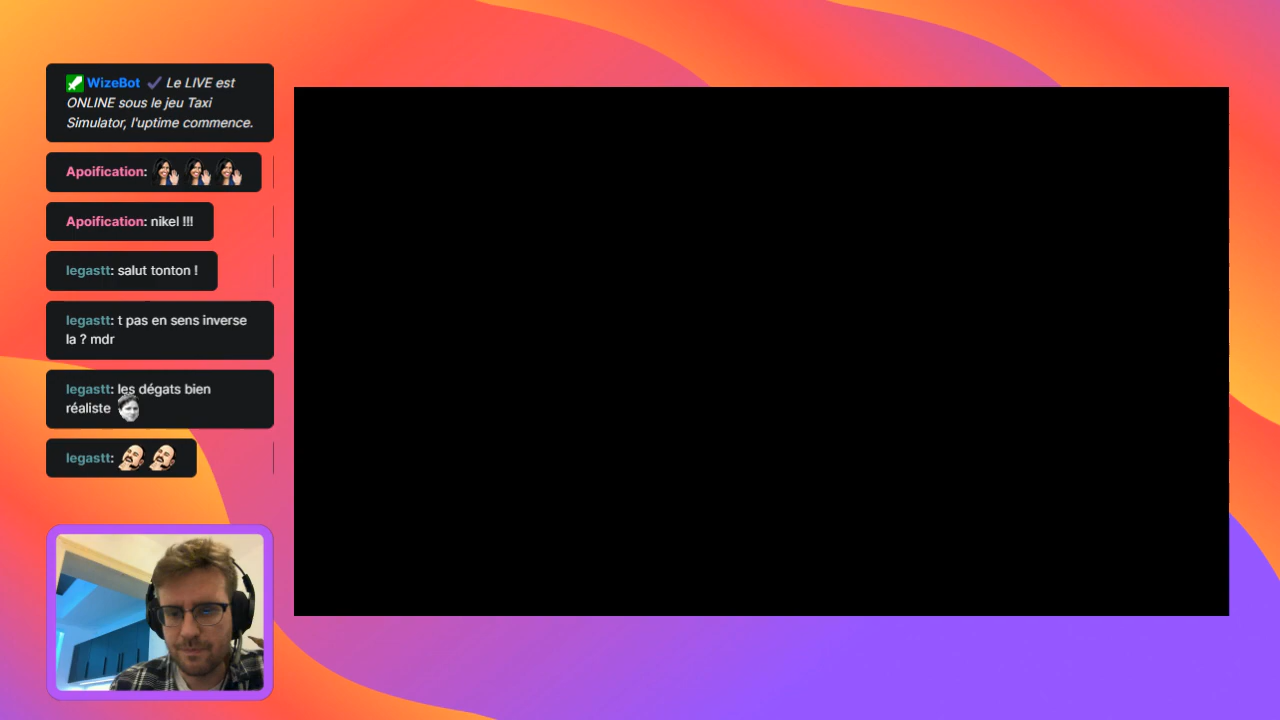 WizeBot Le LIVE est
ONLINE sous le jeu Taxi
Simulator, l'uptime commence.
Apoification:
Apoification: nikel !!!
legastt: salut tonton !
legastt: t pas en sens inverse
la ? mdr
legastt: les dégats bien
réaliste
legastt: